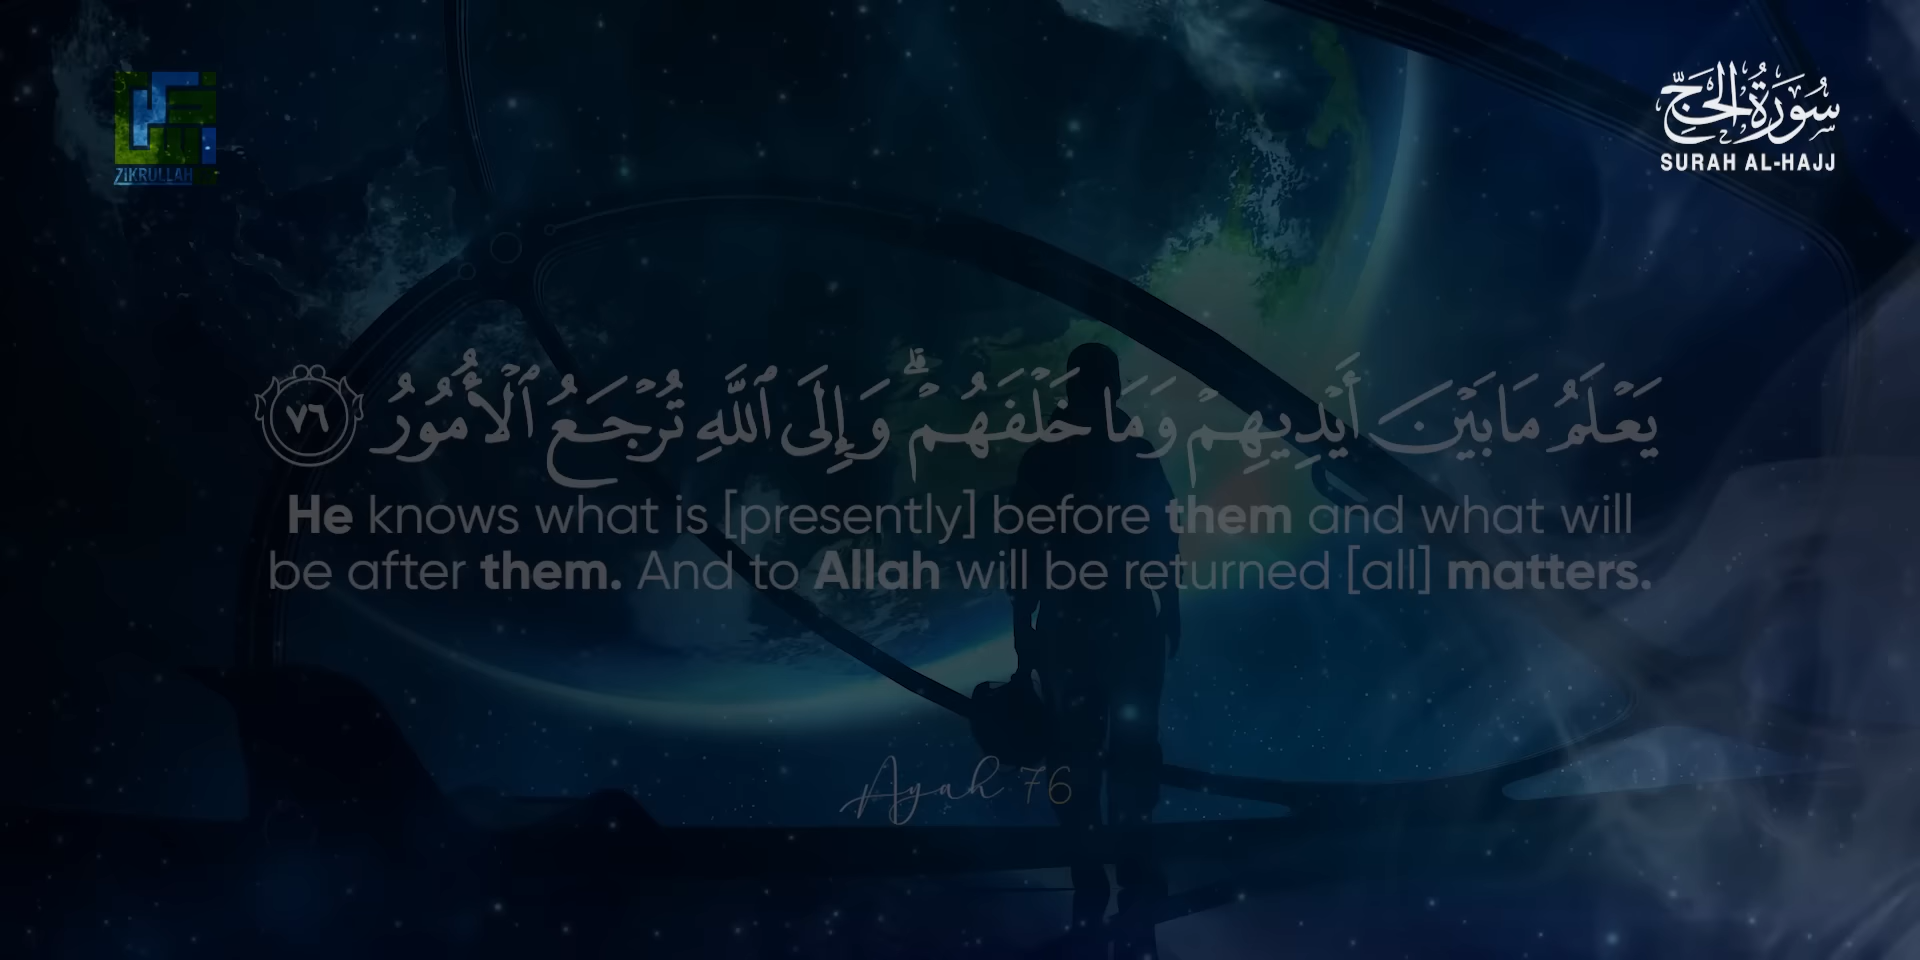 ZIKRULLAH
سُورَةُ الحَجِّ
SURAH AL-HAJJ
يَعْلَمُ مَا بَيْنَ أَيْدِيهِمْ وَمَا خَلْفَهُمْ ۗ وَإِلَى ٱللَّهِ تُرْجَعُ ٱلْأُمُورُ ٧٦
He knows what is [presently] before them and what will
be after them. And to Allah will be returned [all] matters.
Ayah 76